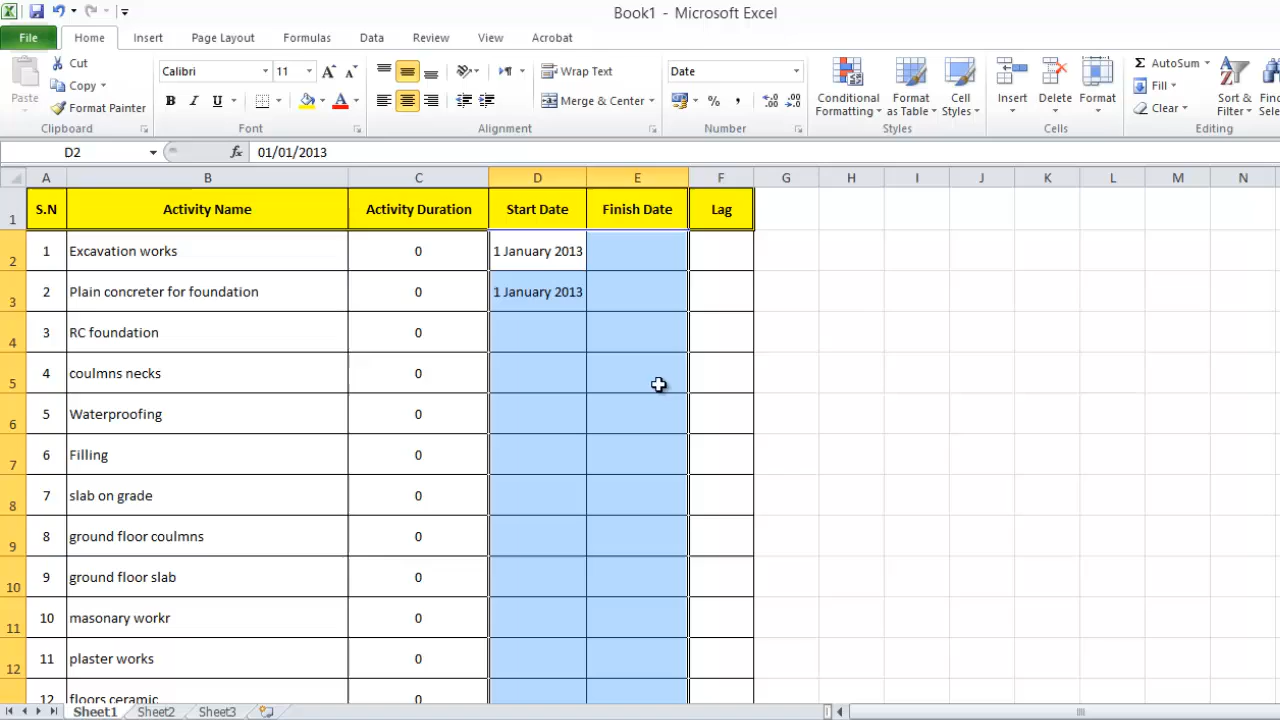 Book1 - Microsoft Excel
File Home Insert Page Layout Formulas Data Review View Acrobat
Paste
Cut
Copy
Format Painter
Clipboard
Calibri 11
B I U
Font
Wrap Text
Merge & Center
Alignment
Date
% ,
Number
Conditional Formatting
Format as Table
Cell Styles
Styles
Insert
Delete
Format
Cells
Σ AutoSum
Fill
Clear
Sort &
Editing
D2 fx 01/01/2013
A B C D E F G H I J K L M N
1 S.N Activity Name Activity Duration Start Date Finish Date Lag
2 1 Excavation works 0 1 January 2013
3 2 Plain concreter for foundation 0 1 January 2013
4 3 RC foundation 0
5 4 coulmns necks 0
6 5 Waterproofing 0
7 6 Filling 0
8 7 slab on grade 0
9 8 ground floor coulmns 0
10 9 ground floor slab 0
11 10 masonary workr 0
12 11 plaster works 0
12 floors ceramic 0
Sheet1 Sheet2 Sheet3